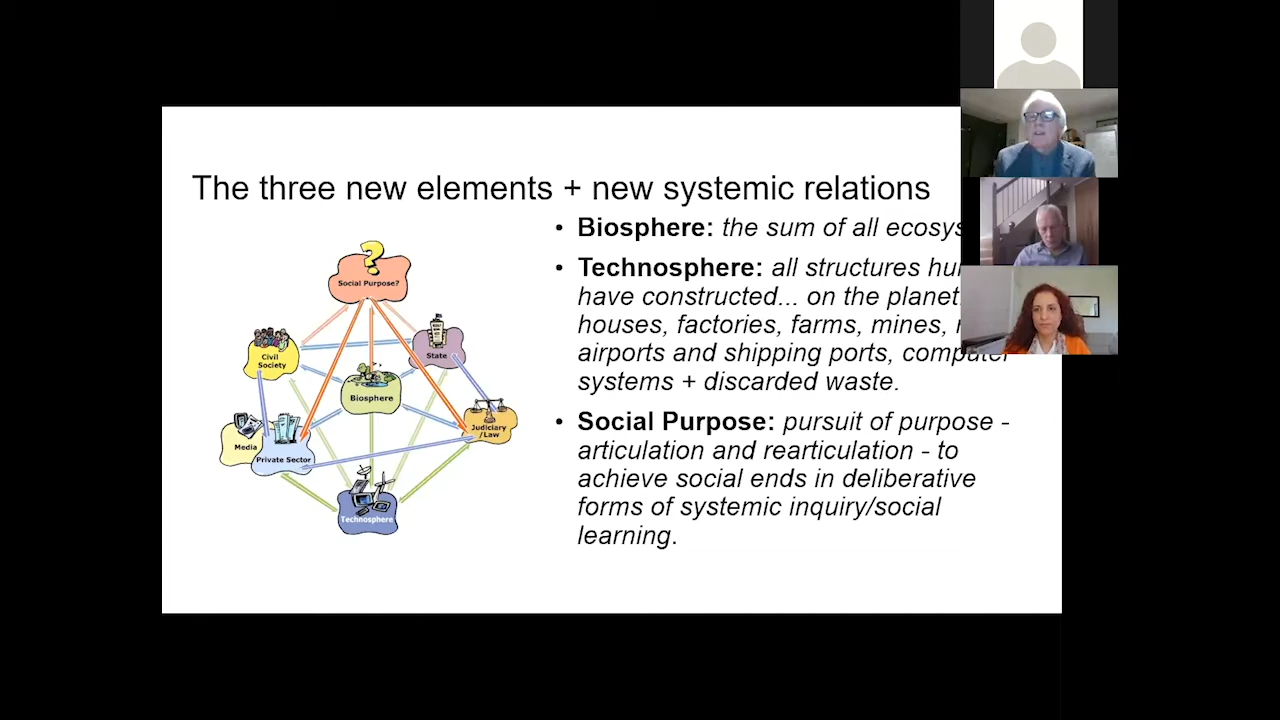 The three new elements + new systemic relations
• Biosphere: the sum of all
• Technosphere: all structures
have constructed... on the planet
houses, factories, farms, mines,
airports and shipping ports, computer
systems + discarded waste.
• Social Purpose: pursuit of purpose -
articulation and rearticulation - to
achieve social ends in deliberative
forms of systemic inquiry/social
learning.
?
Social Purpose?
Civil
Society
State
Biosphere
Judiciary
/Law
Media
Private Sector
Technosphere